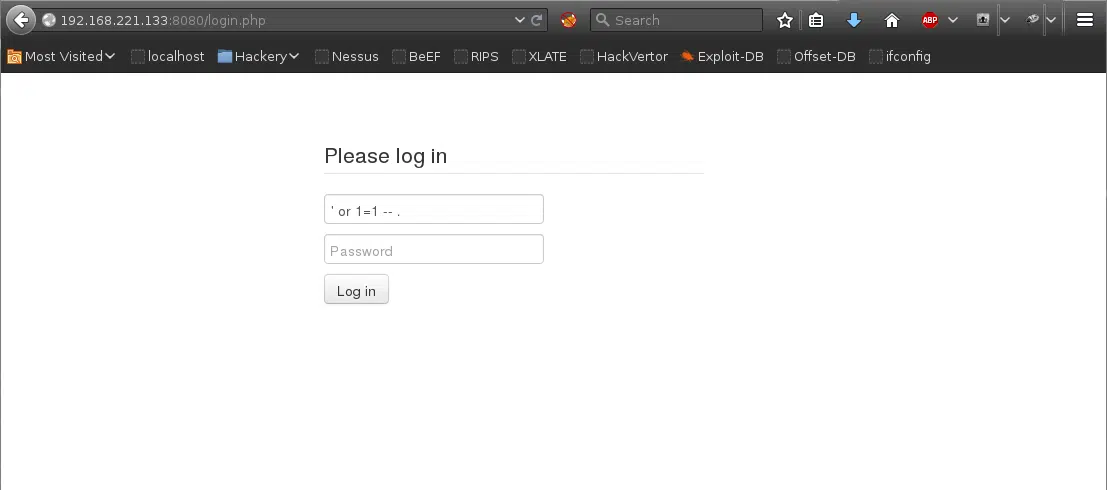 192.168.221.133:8080/login.php Search ABP
Most Visited localhost Hackery Nessus BeEF RIPS XLATE HackVertor Exploit-DB Offset-DB ifconfig
Please log in
' or 1=1 -- .
Password
Log in